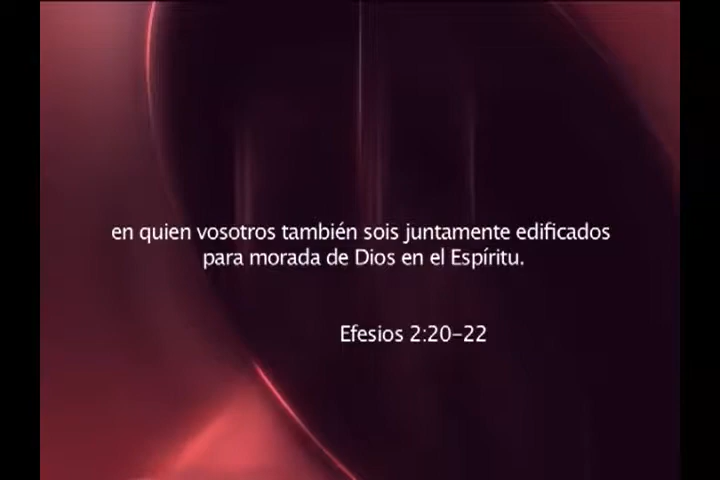 en quien vosotros también sois juntamente edificados
para morada de Dios en el Espíritu.
Efesios 2:20-22